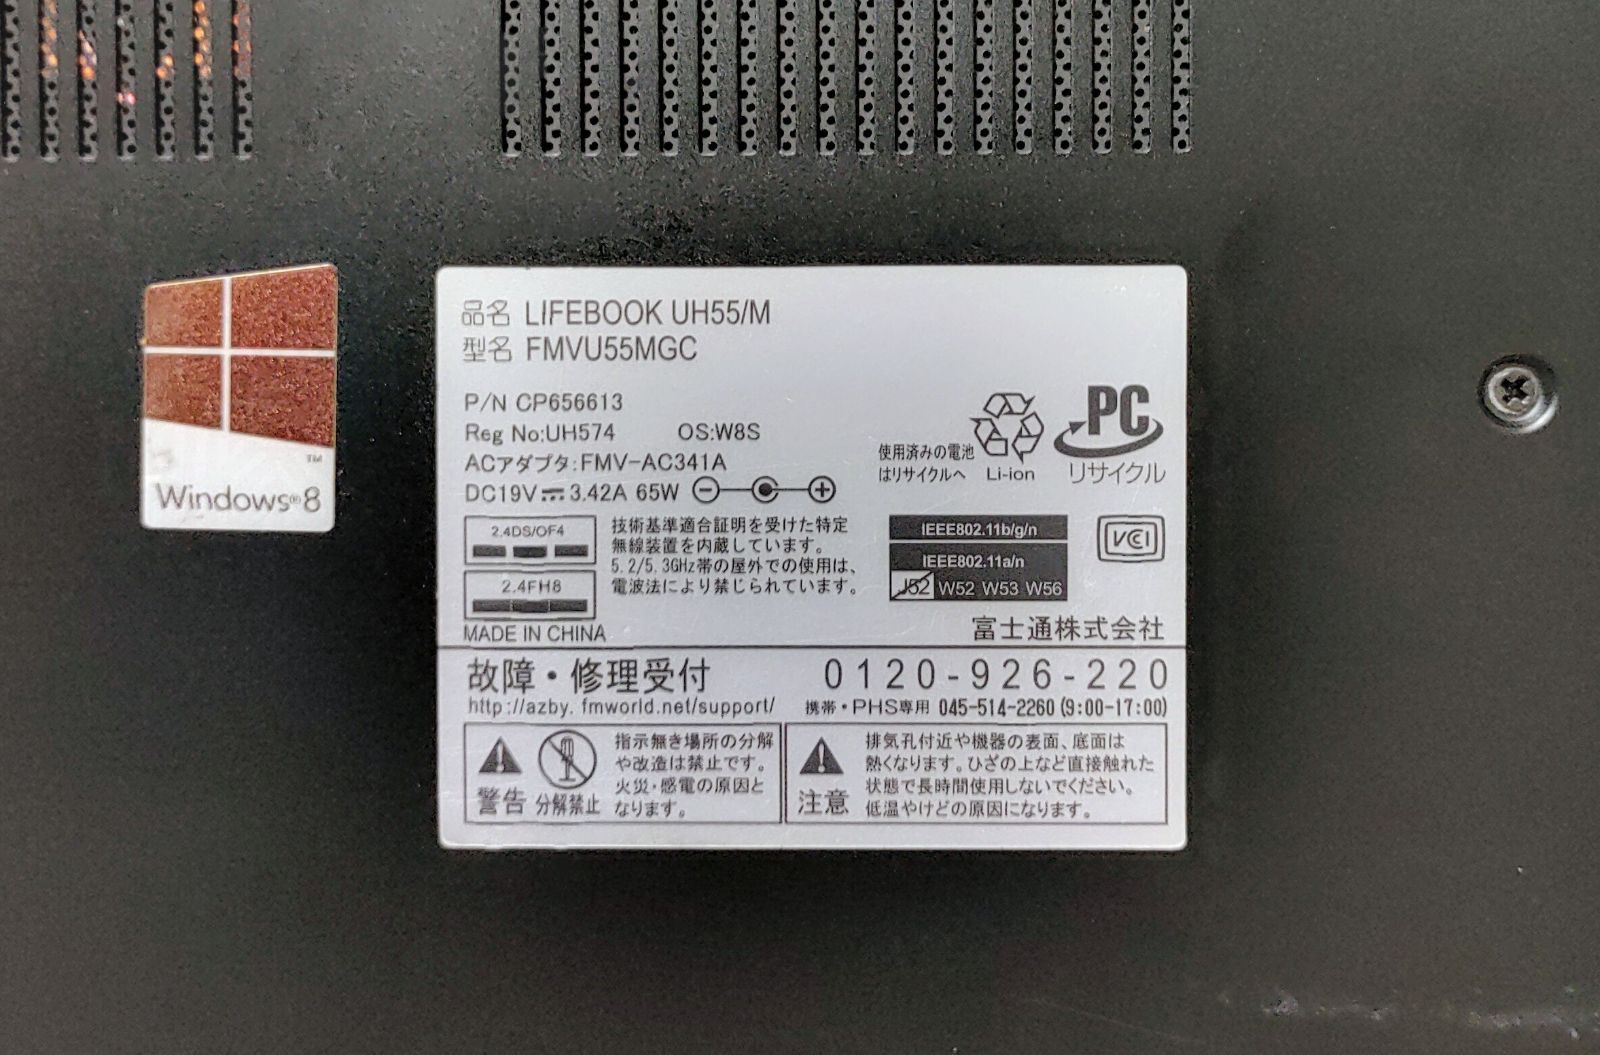 TM
Windows®8
品名 LIFEBOOK UH55/M
型名 FMVU55MGC
P/N CP656613
Reg No:UH574 OS:W8S
ACアダプタ:FMV-AC341A
DC19V⎓3.42A 65W
使用済みの電池
はリサイクルへ
Li-ion
PC
リサイクル
2.4DS/OF4
2.4FH8
技術基準適合証明を受けた特定
無線装置を内蔵しています。
5.2/5.3GHz帯の屋外での使用は、
電波法により禁じられています。
IEEE802.11b/g/n
IEEE802.11a/n
J52 W52 W53 W56
VCCI
MADE IN CHINA
富士通株式会社
故障・修理受付 0120-926-220
http://azby.fmworld.net/support/ 携帯・PHS専用 045-514-2260 (9:00-17:00)
警告 分解禁止
指示無き場所の分解
や改造は禁止です。
火災・感電の原因と
なります。
注意
排気孔付近や機器の表面、底面は
熱くなります。ひざの上など直接触れた
状態で長時間使用しないでください。
低温やけどの原因になります。